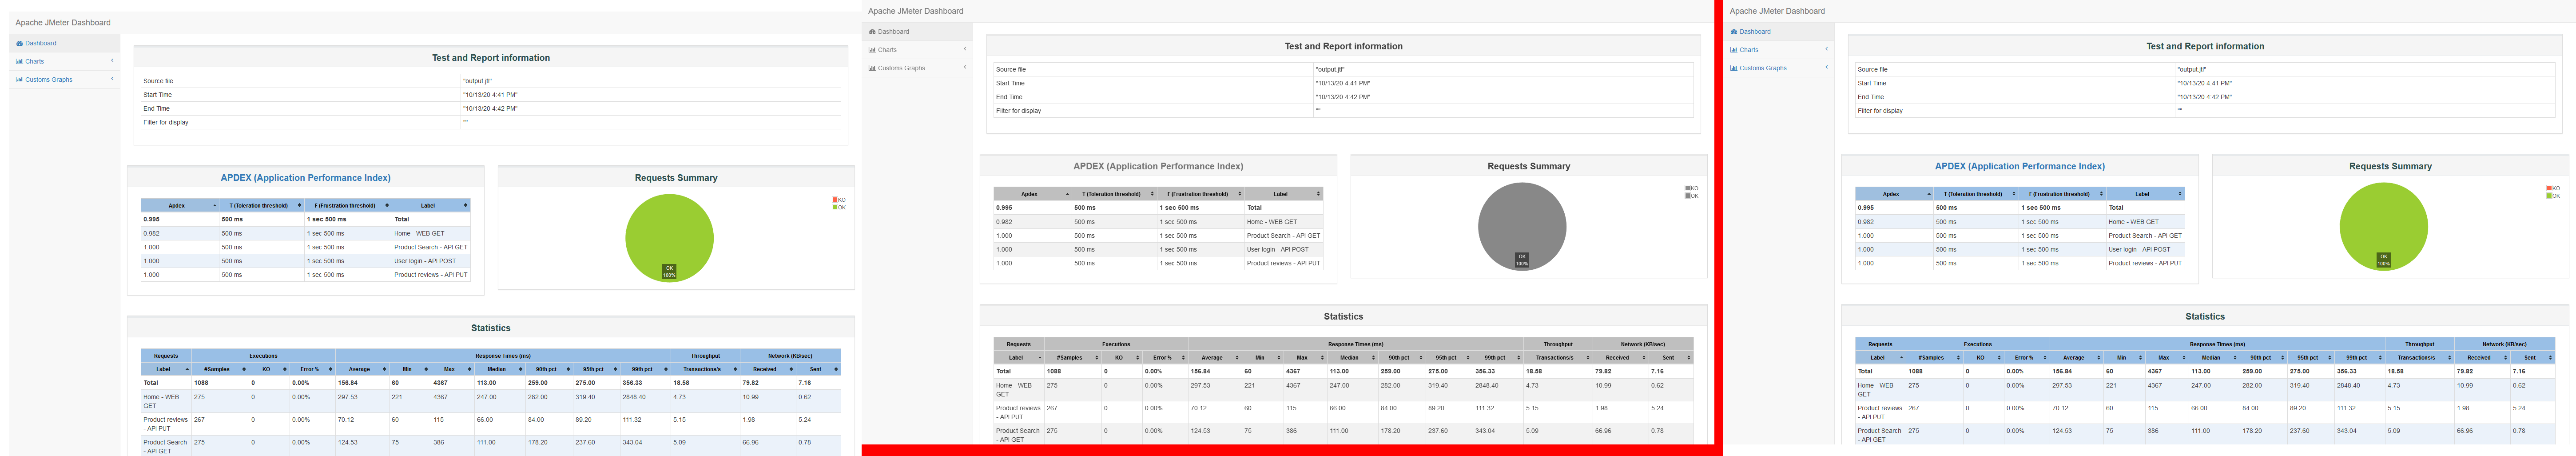 Apache JMeter Dashboard
Dashboard
Charts
Customs Graphs
Test and Report information
Source file "output.jtl"
Start Time "10/13/20 4:41 PM"
End Time "10/13/20 4:42 PM"
Filter for display ""
APDEX (Application Performance Index)
Apdex T (Toleration threshold) F (Frustration threshold) Label
0.995 500 ms 1 sec 500 ms Total
0.982 500 ms 1 sec 500 ms Home - WEB GET
1.000 500 ms 1 sec 500 ms Product Search - API GET
1.000 500 ms 1 sec 500 ms User login - API POST
1.000 500 ms 1 sec 500 ms Product reviews - API PUT
Requests Summary
KO
OK
OK
100%
Statistics
Requests Executions Response Times (ms) Throughput Network (KB/sec)
Label #Samples KO Error % Average Min Max Median 90th pct 95th pct 99th pct Transactions/s Received Sent
Total 1088 0 0.00% 156.84 60 4367 113.00 259.00 275.00 356.33 18.58 79.82 7.16
Home - WEB 275 0 0.00% 297.53 221 4367 247.00 282.00 319.40 2848.40 4.73 10.99 0.62
GET
Product reviews 267 0 0.00% 70.12 60 115 66.00 84.00 89.20 111.32 5.15 1.98 5.24
- API PUT
Product Search 275 0 0.00% 124.53 75 386 111.00 178.20 237.60 343.04 5.09 66.96 0.78
- API GET
Apache JMeter Dashboard
Dashboard
Charts
Customs Graphs
Test and Report information
Source file "output.jtl"
Start Time "10/13/20 4:41 PM"
End Time "10/13/20 4:42 PM"
Filter for display ""
APDEX (Application Performance Index)
Apdex T (Toleration threshold) F (Frustration threshold) Label
0.995 500 ms 1 sec 500 ms Total
0.982 500 ms 1 sec 500 ms Home - WEB GET
1.000 500 ms 1 sec 500 ms Product Search - API GET
1.000 500 ms 1 sec 500 ms User login - API POST
1.000 500 ms 1 sec 500 ms Product reviews - API PUT
Requests Summary
KO
OK
OK
100%
Statistics
Requests Executions Response Times (ms) Throughput Network (KB/sec)
Label #Samples KO Error % Average Min Max Median 90th pct 95th pct 99th pct Transactions/s Received Sent
Total 1088 0 0.00% 156.84 60 4367 113.00 259.00 275.00 356.33 18.58 79.82 7.16
Home - WEB 275 0 0.00% 297.53 221 4367 247.00 282.00 319.40 2848.40 4.73 10.99 0.62
GET
Product reviews 267 0 0.00% 70.12 60 115 66.00 84.00 89.20 111.32 5.15 1.98 5.24
- API PUT
Product Search 275 0 0.00% 124.53 75 386 111.00 178.20 237.60 343.04 5.09 66.96 0.78
- API GET
Apache JMeter Dashboard
Dashboard
Charts
Customs Graphs
Test and Report information
Source file "output.jtl"
Start Time "10/13/20 4:41 PM"
End Time "10/13/20 4:42 PM"
Filter for display ""
APDEX (Application Performance Index)
Apdex T (Toleration threshold) F (Frustration threshold) Label
0.995 500 ms 1 sec 500 ms Total
0.982 500 ms 1 sec 500 ms Home - WEB GET
1.000 500 ms 1 sec 500 ms Product Search - API GET
1.000 500 ms 1 sec 500 ms User login - API POST
1.000 500 ms 1 sec 500 ms Product reviews - API PUT
Requests Summary
KO
OK
OK
100%
Statistics
Requests Executions Response Times (ms) Throughput Network (KB/sec)
Label #Samples KO Error % Average Min Max Median 90th pct 95th pct 99th pct Transactions/s Received Sent
Total 1088 0 0.00% 156.84 60 4367 113.00 259.00 275.00 356.33 18.58 79.82 7.16
Home - WEB 275 0 0.00% 297.53 221 4367 247.00 282.00 319.40 2848.40 4.73 10.99 0.62
GET
Product reviews 267 0 0.00% 70.12 60 115 66.00 84.00 89.20 111.32 5.15 1.98 5.24
- API PUT
Product Search 275 0 0.00% 124.53 75 386 111.00 178.20 237.60 343.04 5.09 66.96 0.78
- API GET